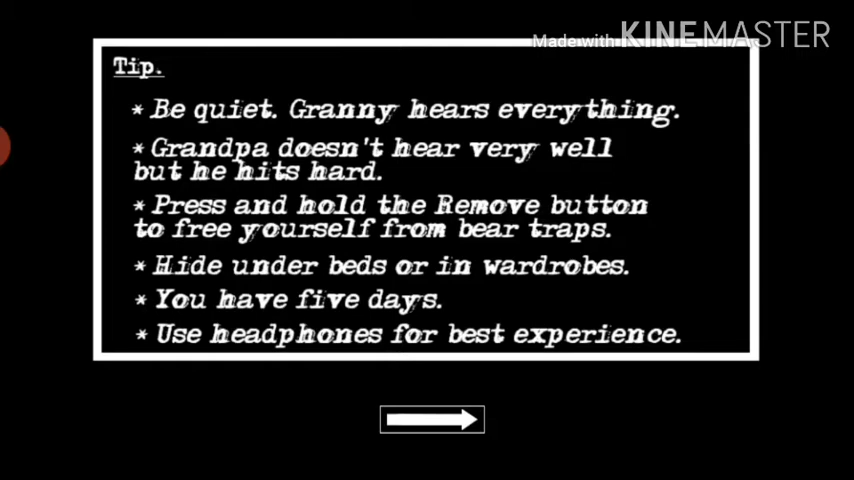 Made with KINEMASTER
Tip.
* Be quiet. Granny hears everything.
* Grandpa doesn't hear very well
but he hits hard.
* Press and hold the Remove button
to free yourself from bear traps.
* Hide under beds or in wardrobes.
* You have five days.
* Use headphones for best experience.